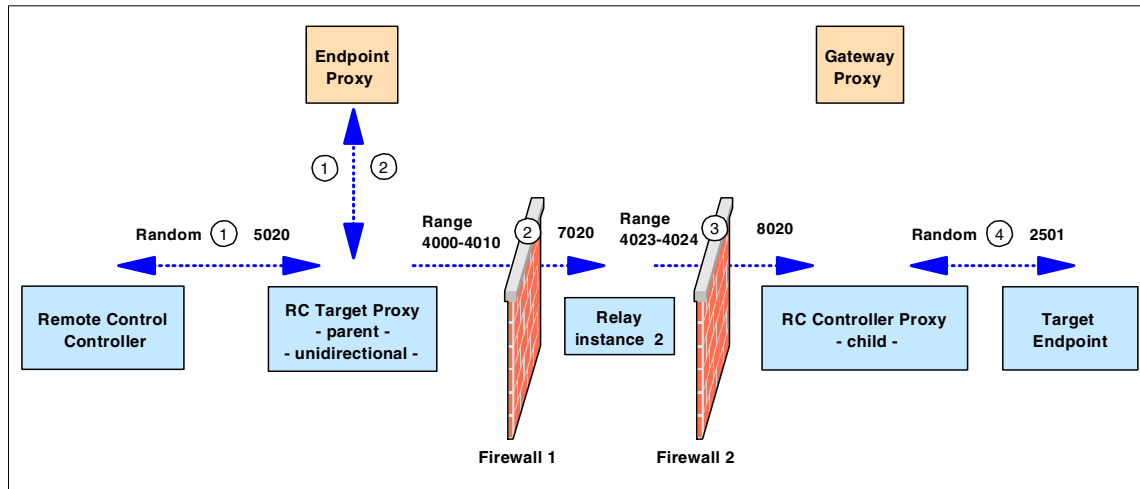 Endpoint
Proxy
Gateway
Proxy
1
2
Random 1 5020
Range
4000-4010
2
7020
Range
4023-4024
3
8020
Random 4 2501
Remote Control
Controller
RC Target Proxy
- parent -
- unidirectional -
Relay
instance 2
RC Controller Proxy
- child -
Target
Endpoint
Firewall 1
Firewall 2